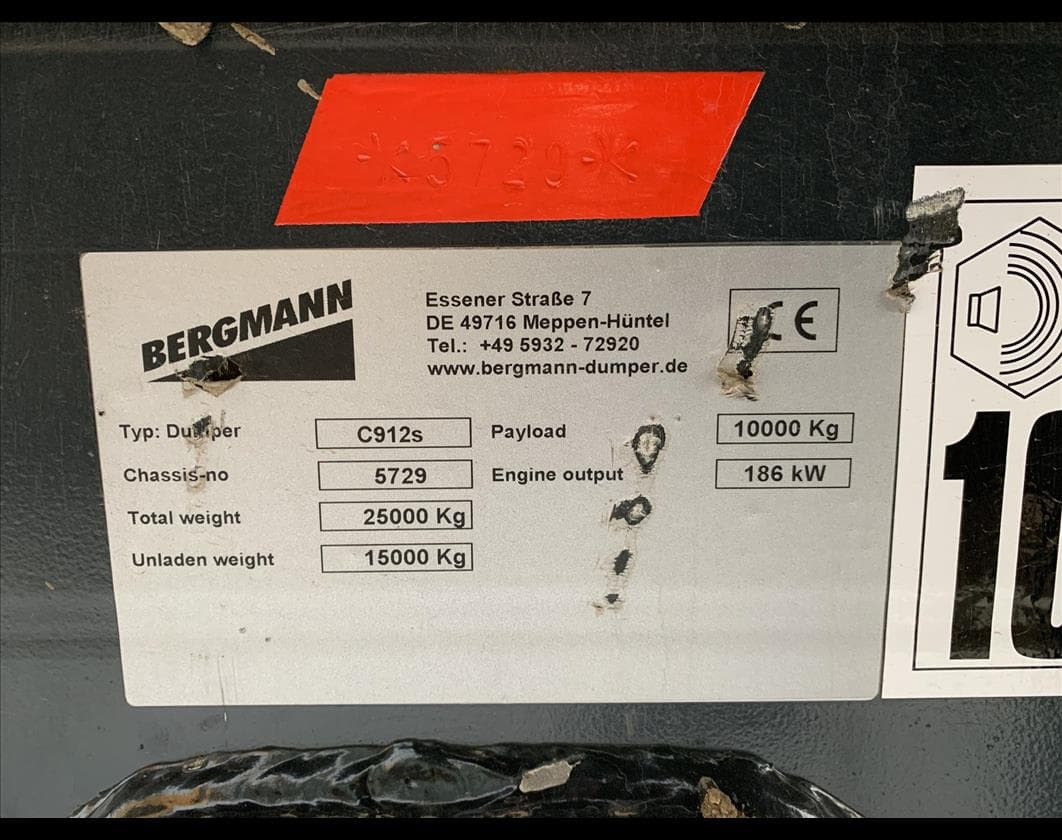 *5729*
BERGMANN
Essener Straße 7
DE 49716 Meppen-Hüntel
Tel.: +49 5932 - 72920
www.bergmann-dumper.de
CE
Typ: Dumper C912s
Payload 10000 Kg
Chassis-no 5729
Engine output 186 kW
Total weight 25000 Kg
Unladen weight 15000 Kg